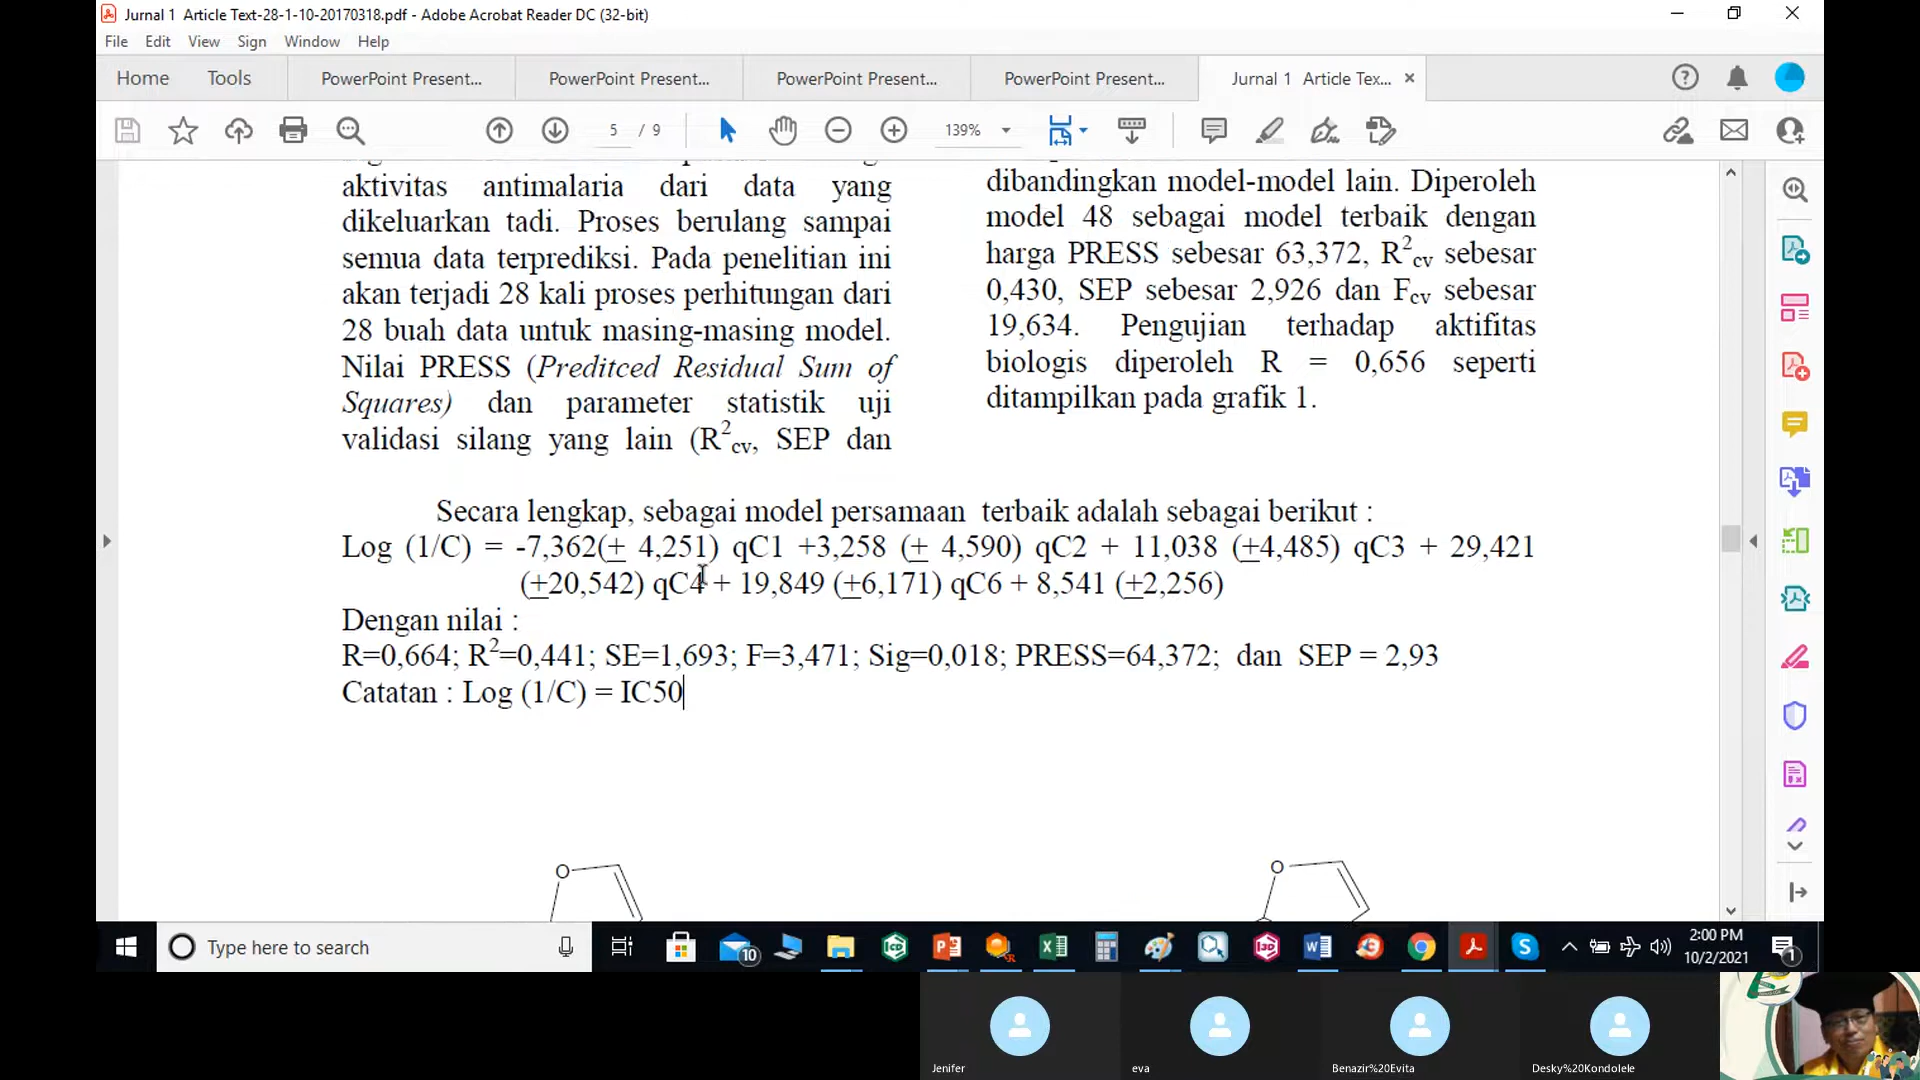 Jurnal 1 Article Text-28-1-10-20170318.pdf - Adobe Acrobat Reader DC (32-bit)
File Edit View Sign Window Help
Home Tools PowerPoint Present... PowerPoint Present... PowerPoint Present... PowerPoint Present... Jurnal 1 Article Tex... ×
5 / 9 139%
aktivitas antimalaria dari data yang
dikeluarkan tadi. Proses berulang sampai
semua data terprediksi. Pada penelitian ini
akan terjadi 28 kali proses perhitungan dari
28 buah data untuk masing-masing model.
Nilai PRESS (Preditced Residual Sum of
Squares) dan parameter statistik uji
validasi silang yang lain (R²cv, SEP dan
dibandingkan model-model lain. Diperoleh
model 48 sebagai model terbaik dengan
harga PRESS sebesar 63,372, R²cv sebesar
0,430, SEP sebesar 2,926 dan Fcv sebesar
19,634. Pengujian terhadap aktifitas
biologis diperoleh R = 0,656 seperti
ditampilkan pada grafik 1.
Secara lengkap, sebagai model persamaan terbaik adalah sebagai berikut :
Log (1/C) = -7,362(± 4,251) qC1 +3,258 (± 4,590) qC2 + 11,038 (±4,485) qC3 + 29,421
(±20,542) qC4 + 19,849 (±6,171) qC6 + 8,541 (±2,256)
Dengan nilai :
R=0,664; R²=0,441; SE=1,693; F=3,471; Sig=0,018; PRESS=64,372; dan SEP = 2,93
Catatan : Log (1/C) = IC50
O
O
Type here to search
10
2:00 PM
10/2/2021
1
Jenifer
eva
Benazir%20Evita
Desky%20Kondolele